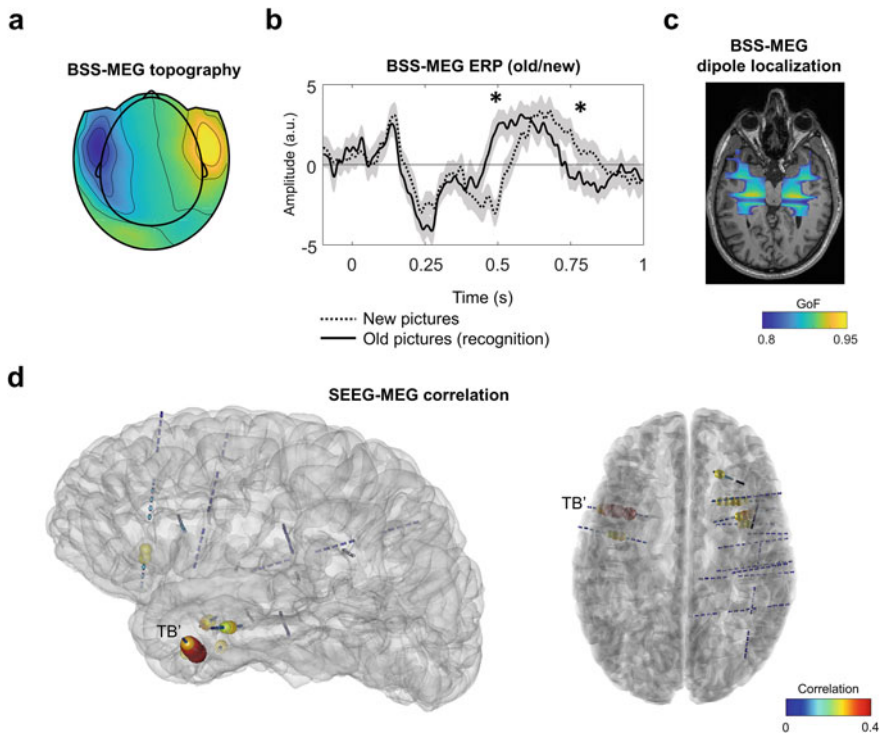 a
BSS-MEG topography
b
BSS-MEG ERP (old/new)
Amplitude (a.u.)
5
0
-5
*
*
0
0.25
0.5
0.75
1
Time (s)
New pictures
Old pictures (recognition)
c
BSS-MEG
dipole localization
GoF
0.8
0.95
d
SEEG-MEG correlation
TB'
TB'
Correlation
0
0.4